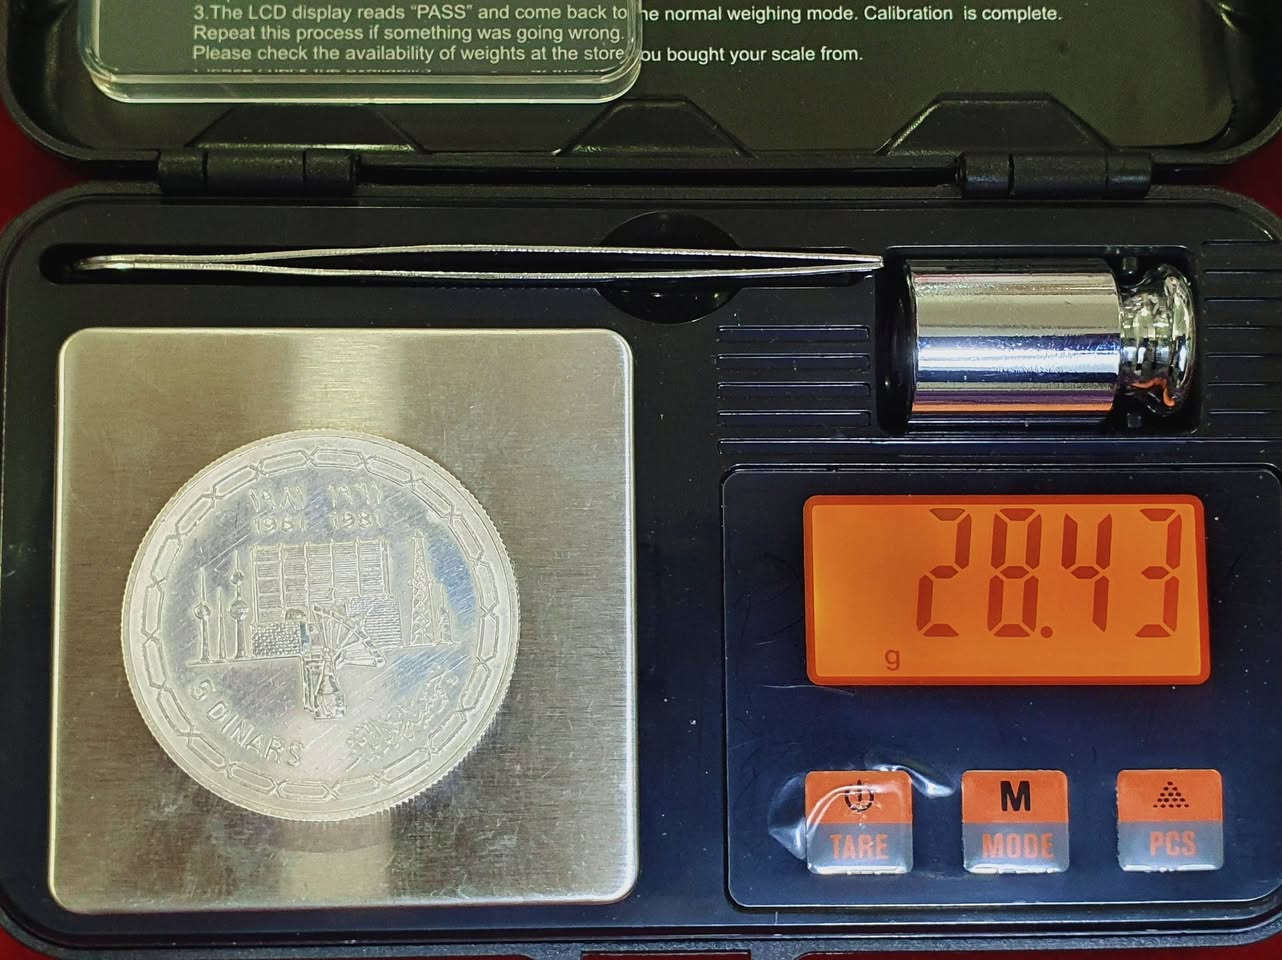 3.The LCD display reads “PASS” and come back to he normal weighing mode. Calibration is complete.
Repeat this process if something was going wrong.
Please check the availability of weights at the store ou bought your scale from.
١٩٨١ ١٩٦١
1961 1981
5 DINARS
28.43
g
M
TARE MODE PCS